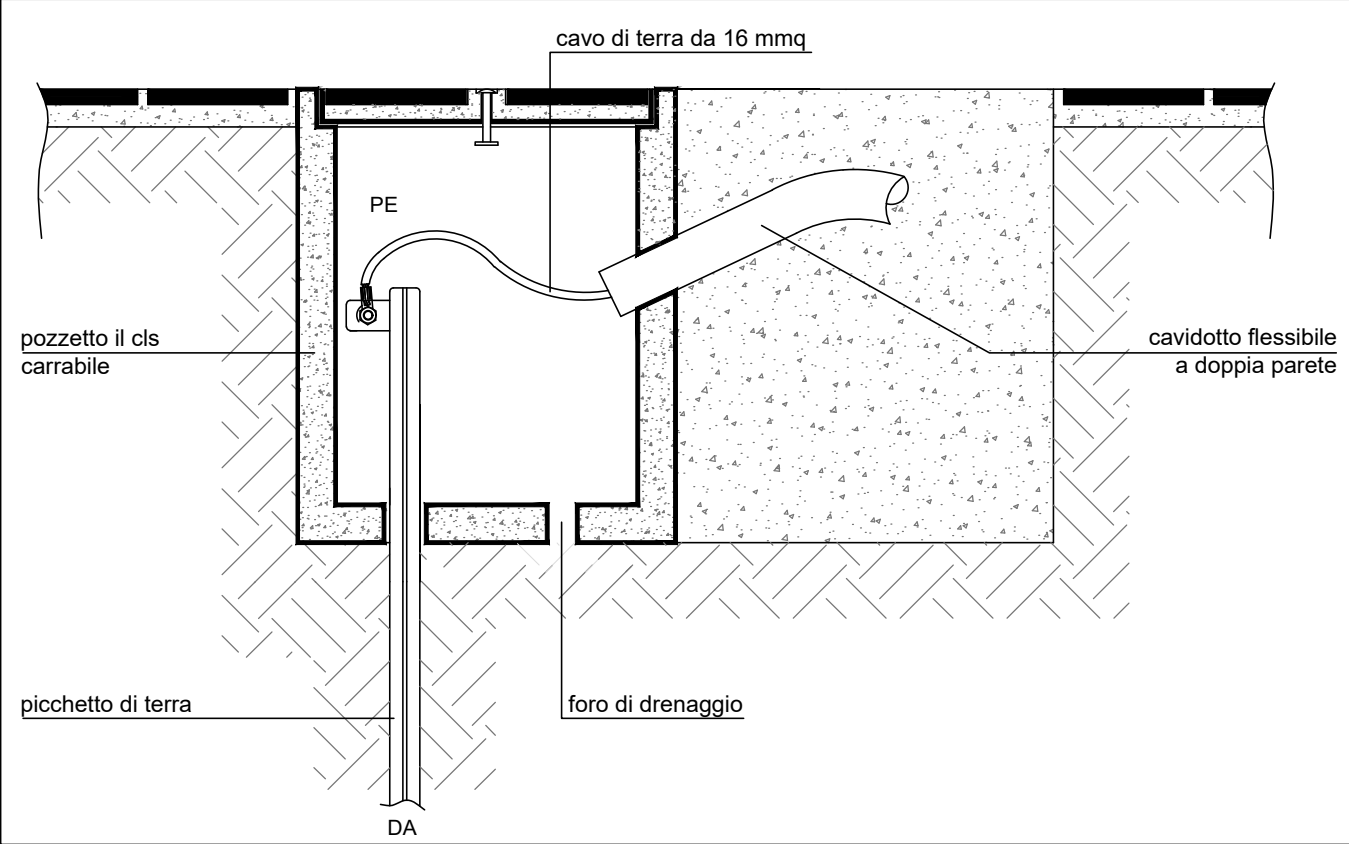 cavo di terra da 16 mmq
PE
pozzetto il cls
carrabile
cavidotto flessibile
a doppia parete
picchetto di terra
foro di drenaggio
DA